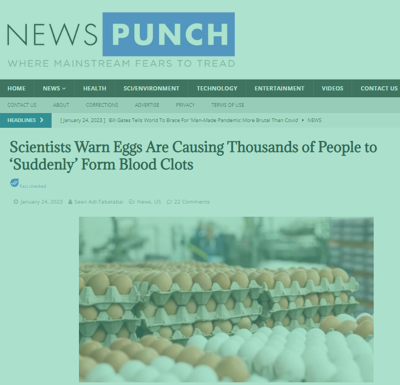 NEWS PUNCH
WHERE MAINSTREAM FEARS TO TREAD
HOME NEWS HEALTH SCI/ENVIRONMENT TECHNOLOGY ENTERTAINMENT VIDEOS CONTACT US
CONTACT US ABOUT CORRECTIONS ADVERTISE PRIVACY TERMS OF USE
HEADLINES [ January 24, 2023 ] Bill Gates Tells World To Brace For 'Man-Made Pandemic More Brutal Than Covid' NEWS
Scientists Warn Eggs Are Causing Thousands of People to
‘Suddenly’ Form Blood Clots
Fact checked
January 24, 2023 Sean Adl-Tabatabai News, US 22 Comments